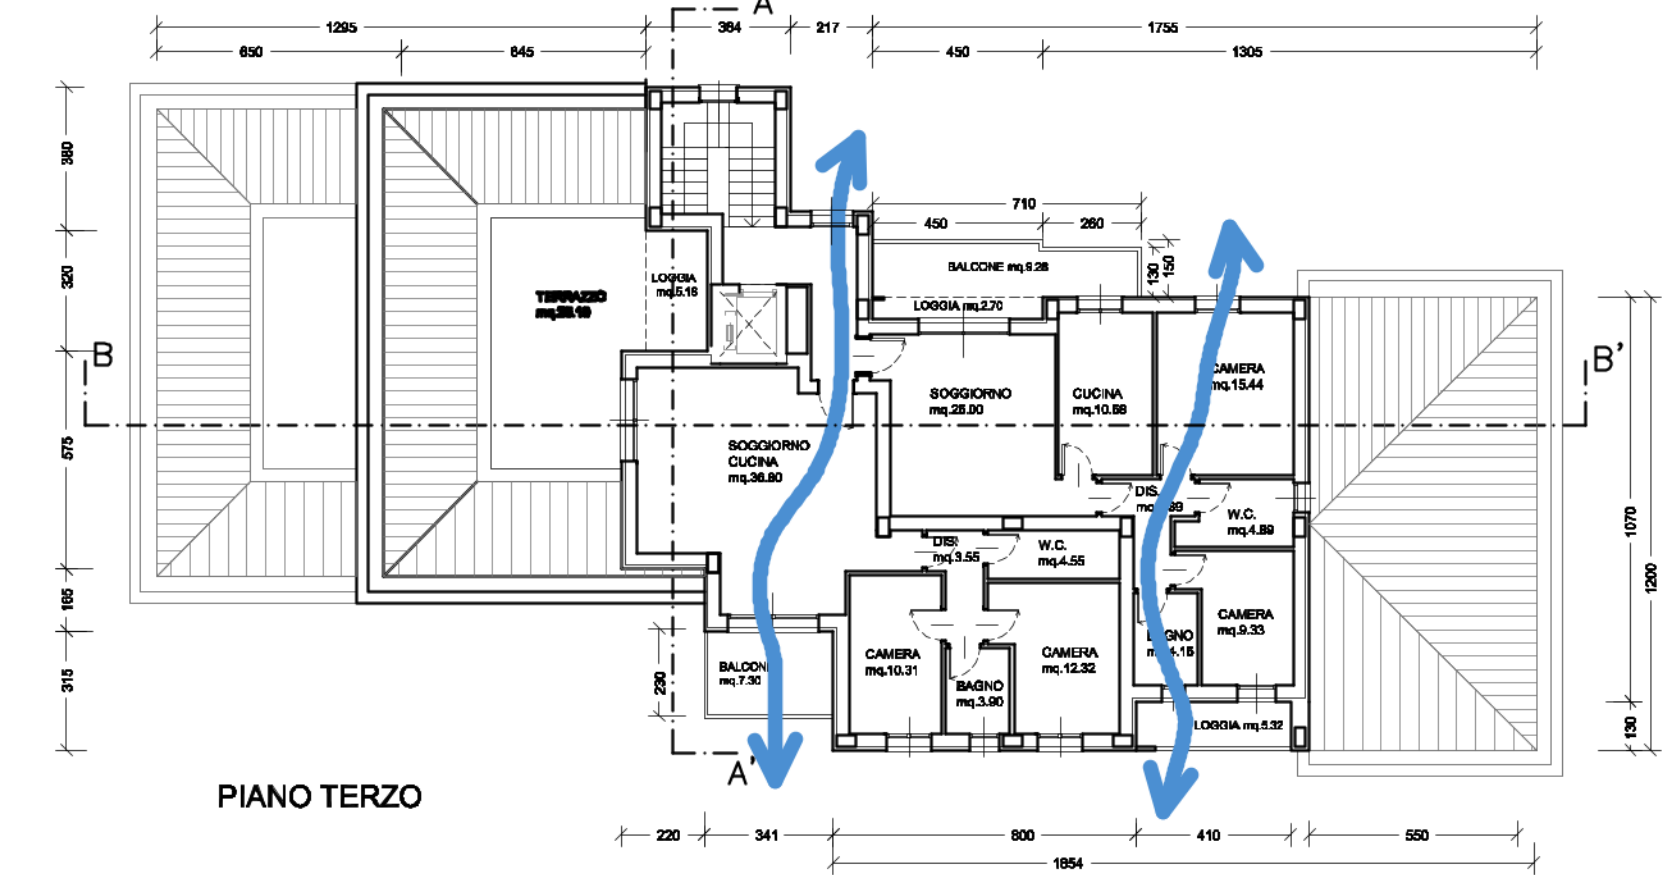 A
1295
364
217
1755
650
645
450
1305
380
710
450
260
BALCONE mq.9.28
130
150
320
LOGGIA
mq.5.18
TERRAZZO
LOGGIA mq.2.70
B
B'
CAMERA
mq.15.44
SOGGIORNO
mq.25.00
CUCINA
mq.10.58
575
SOGGIORNO
CUCINA
mq.36.80
DIS.
W.C.
mq.4.89
1070
DIS.
mq.3.55
W.C.
mq.4.55
1200
165
CAMERA
mq.9.33
315
230
BALCONE
mq.7.30
CAMERA
mq.10.31
CAMERA
mq.12.32
BAGNO
mq.3.90
LOGGIA mq.5.32
130
A'
PIANO TERZO
220
341
800
410
550
1854